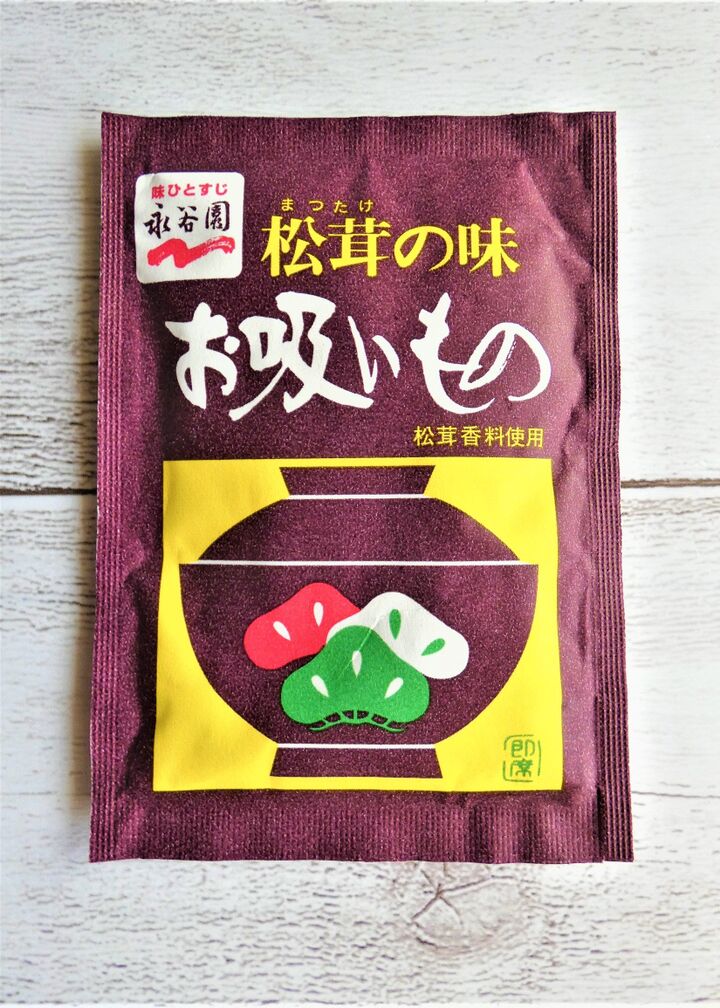 味ひとすじ
永谷園
まつたけ
松茸の味
お吸いもの
松茸香料使用
即席